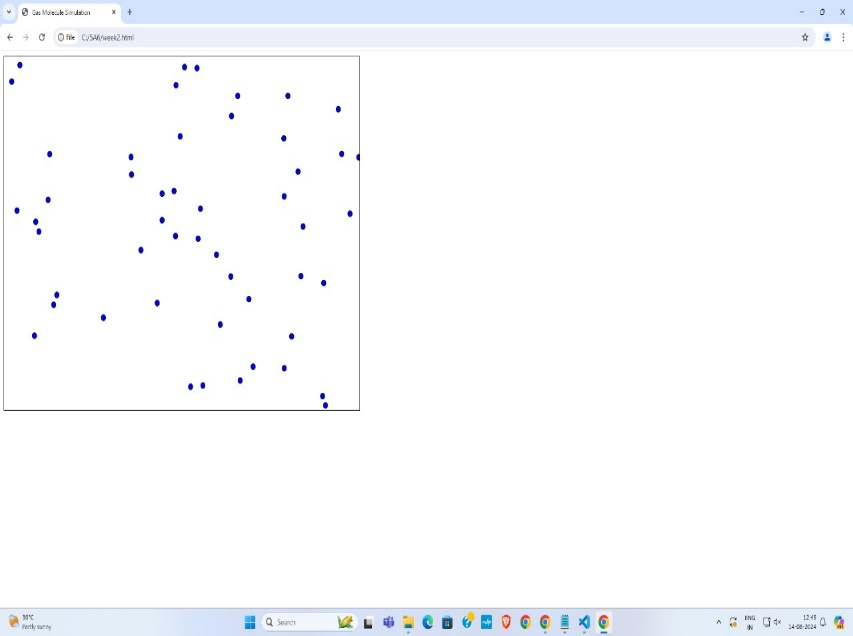 Gas Molecule Simulation
File C:/SA6/week2.html
30°C
Partly sunny
Search
ENG
IN
12:45
14-08-2024